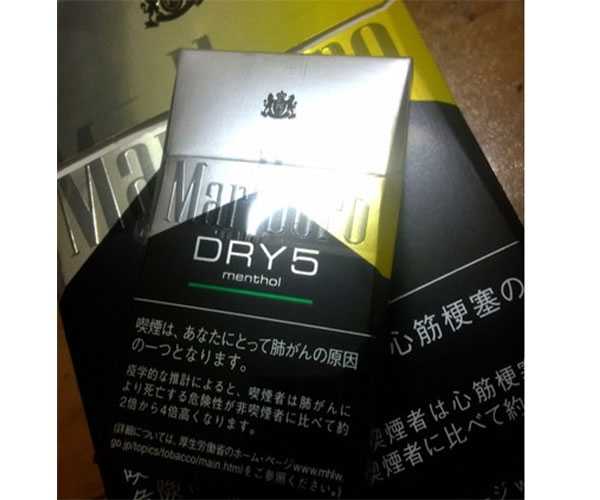 Marlboro
DRY5
menthol
喫煙は、あなたにとって肺がんの原因
の一つとなります。
疫学的な推計によると、喫煙者は肺がんに
より死亡する危険性が非喫煙者に比べて約
2倍から4倍高くなります。
(詳細については、厚生労働省のホーム・ページwww.mhlw.
go.jp/topics/tobacco/main.htmlをご参照ください。)
心筋梗塞の
喫煙者は心筋梗塞
煙者に比べて約